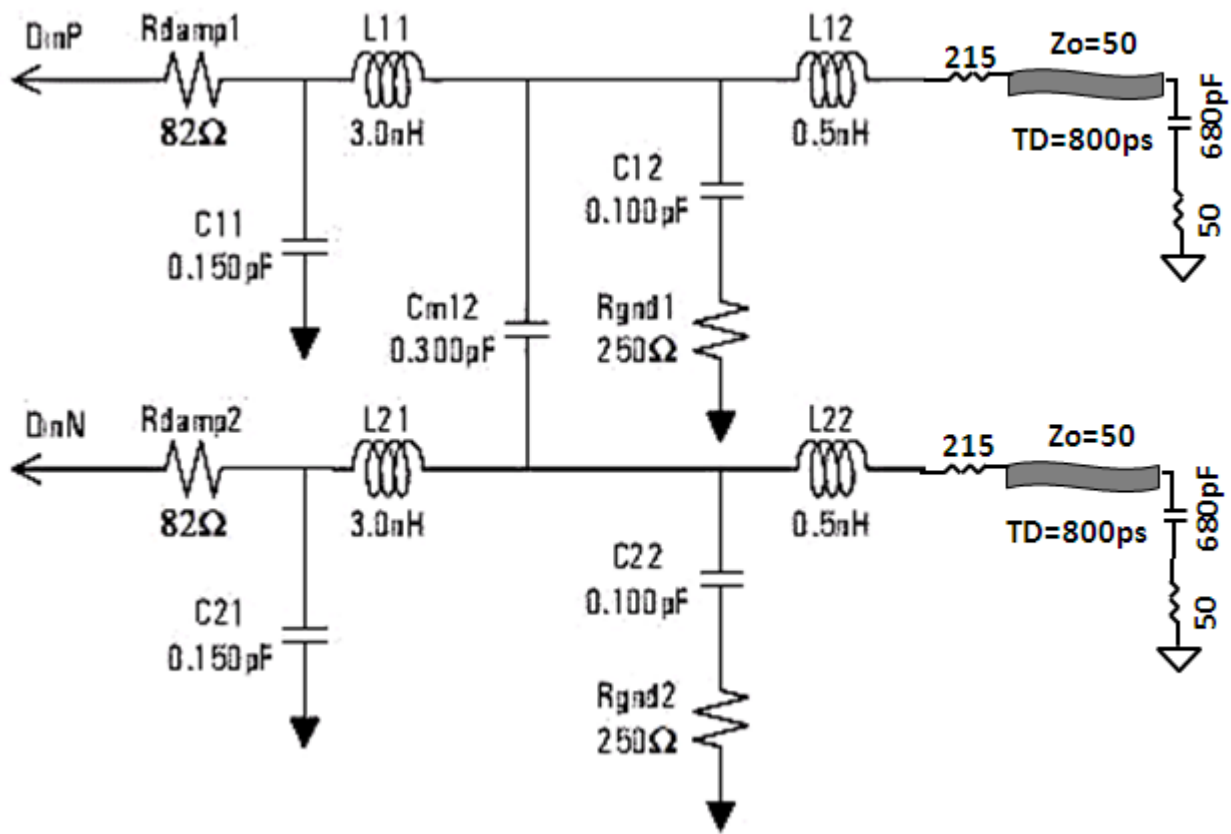 DinP
Rdamp1
82Ω
L11
3.0nH
L12
0.5nH
215
Zo=50
TD=800ps
680pF
50
C11
0.150pF
Cm12
0.300pF
C12
0.100pF
Rgnd1
250Ω
DinN
Rdamp2
82Ω
L21
3.0nH
L22
0.5nH
215
Zo=50
TD=800ps
680pF
50
C21
0.150pF
C22
0.100pF
Rgnd2
250Ω